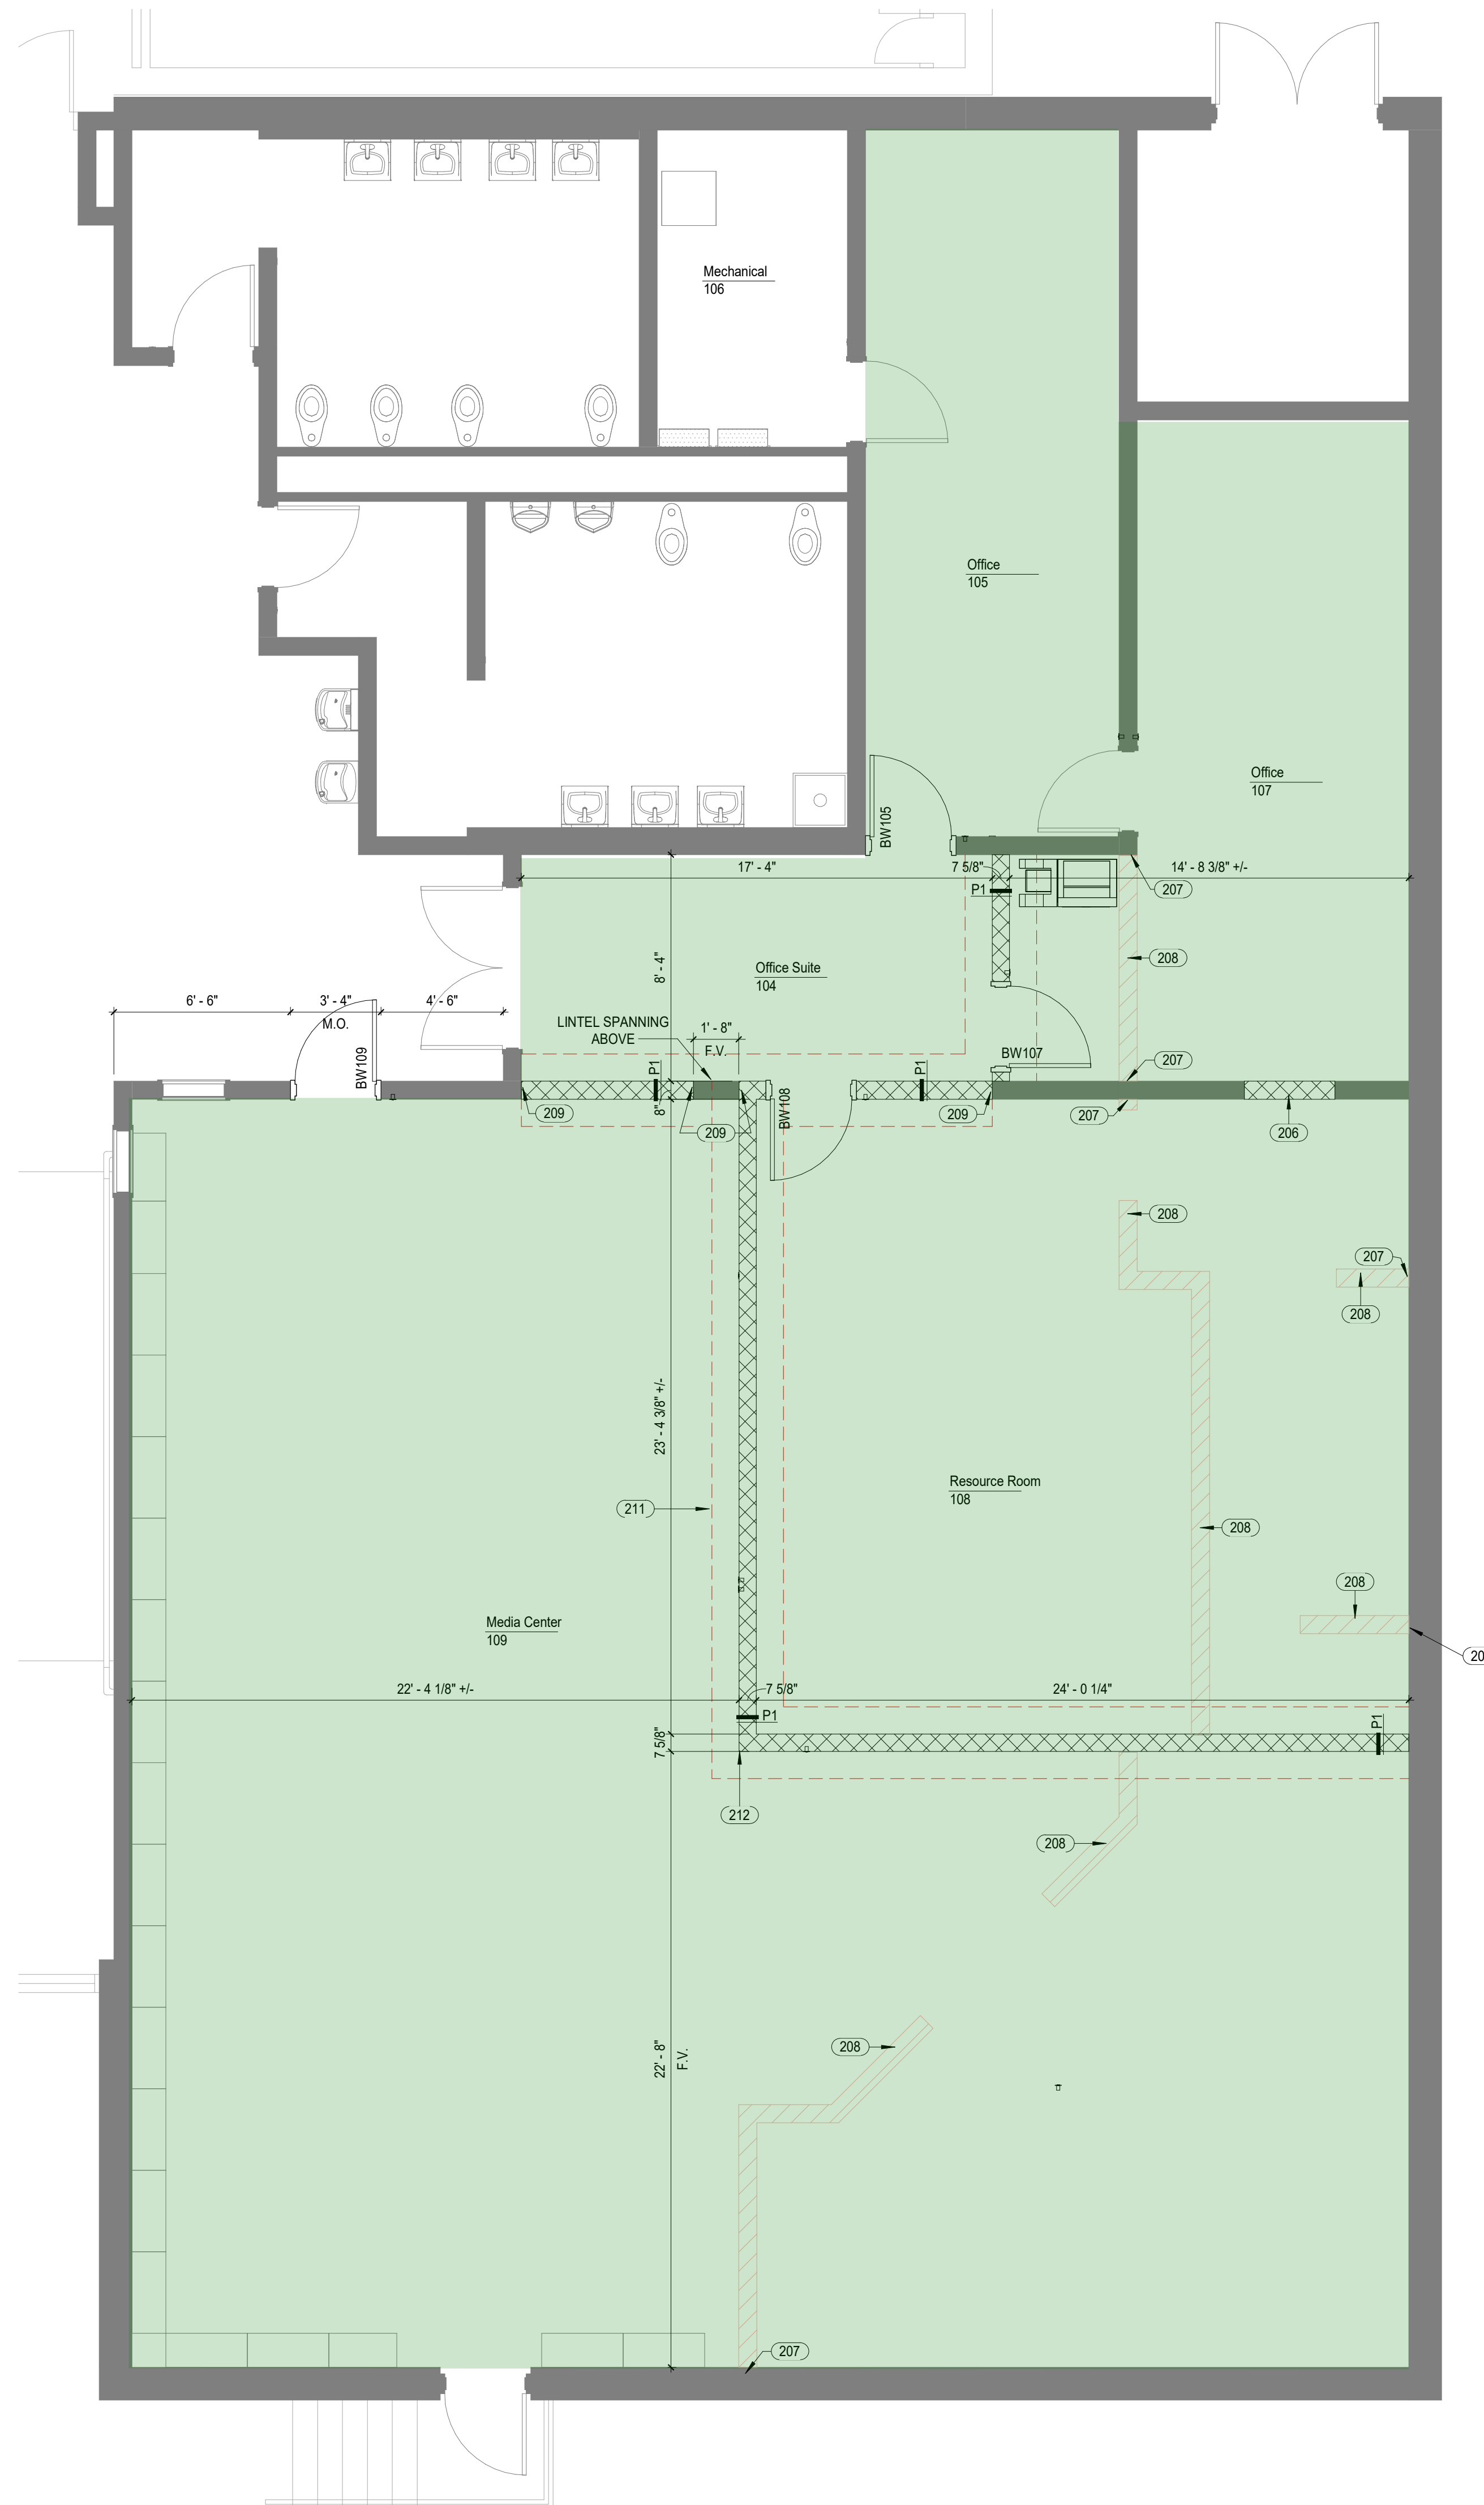 Mechanical
106
Office
105
Office
107
BW105
17' - 4"
7 5/8"
14' - 8 3/8" +/-
P1
207
208
8' - 4"
Office Suite
104
6' - 6"
3' - 4"
4' - 6"
M.O.
LINTEL SPANNING
ABOVE
1' - 8"
F.V.
BW109
BW107
207
P1
P1
BW108
209
8"
209
209
207
206
208
207
208
23' - 4 3/8" +/-
Resource Room
108
211
208
208
Media Center
109
20
22' - 4 1/8" +/-
7 5/8"
24' - 0 1/4"
P1
P1
7 5/8"
212
208
208
22' - 8"
F.V.
207